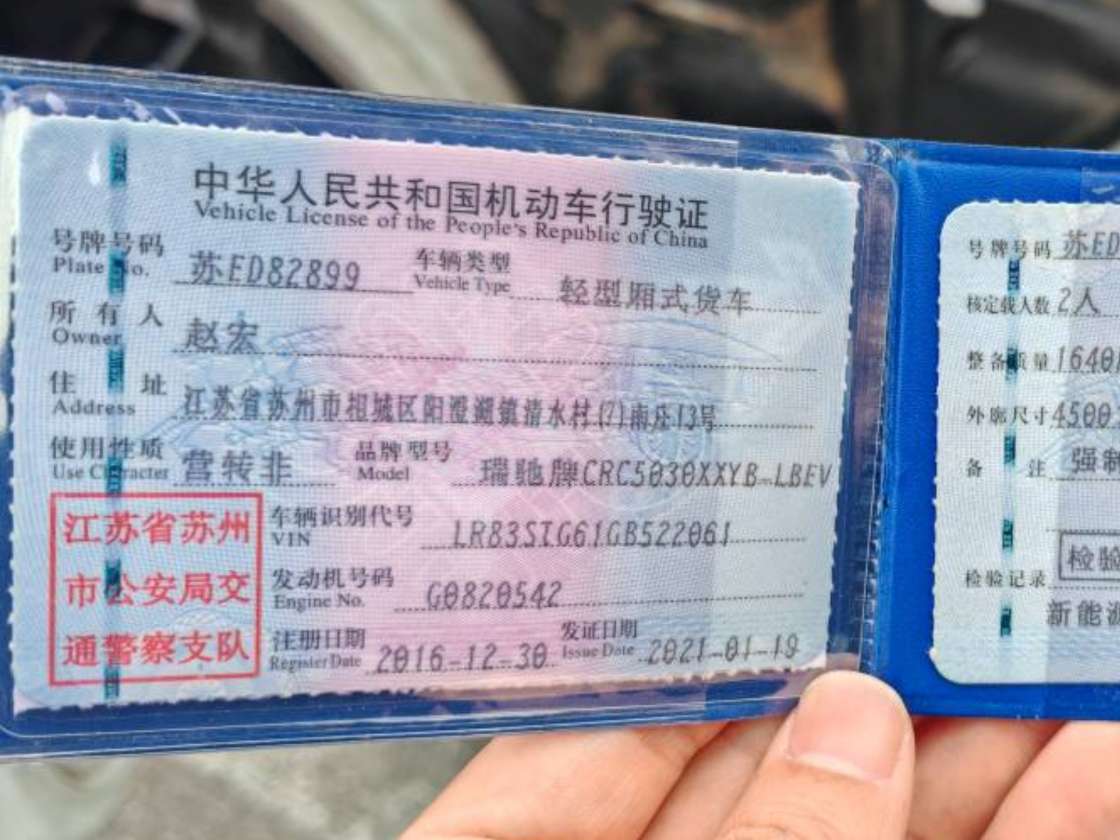 中华人民共和国机动车行驶证
Vehicle License of the People's Republic of China
号牌号码 苏ED82899 车辆类型 轻型厢式货车
Plate No. Vehicle Type
所有人 赵宏
Owner
住址 江苏省苏州市相城区阳澄湖镇清水村(7)南庄13号
Address
使用性质 营转非 品牌型号 瑞驰牌CRC5030XXYB-LBEV
Use Character Model
江苏省苏州
市公安局交
通警察支队
车辆识别代号 LR83STG61GB522061
VIN
发动机号码 G0820542
Engine No.
注册日期 2016-12-30 发证日期 2021-01-19
Register Date Issue Date
号牌号码 苏ED
核定载人数 2人
整备质量 1640
外廓尺寸 4500
备注 强制
检验
检验记录
新能源